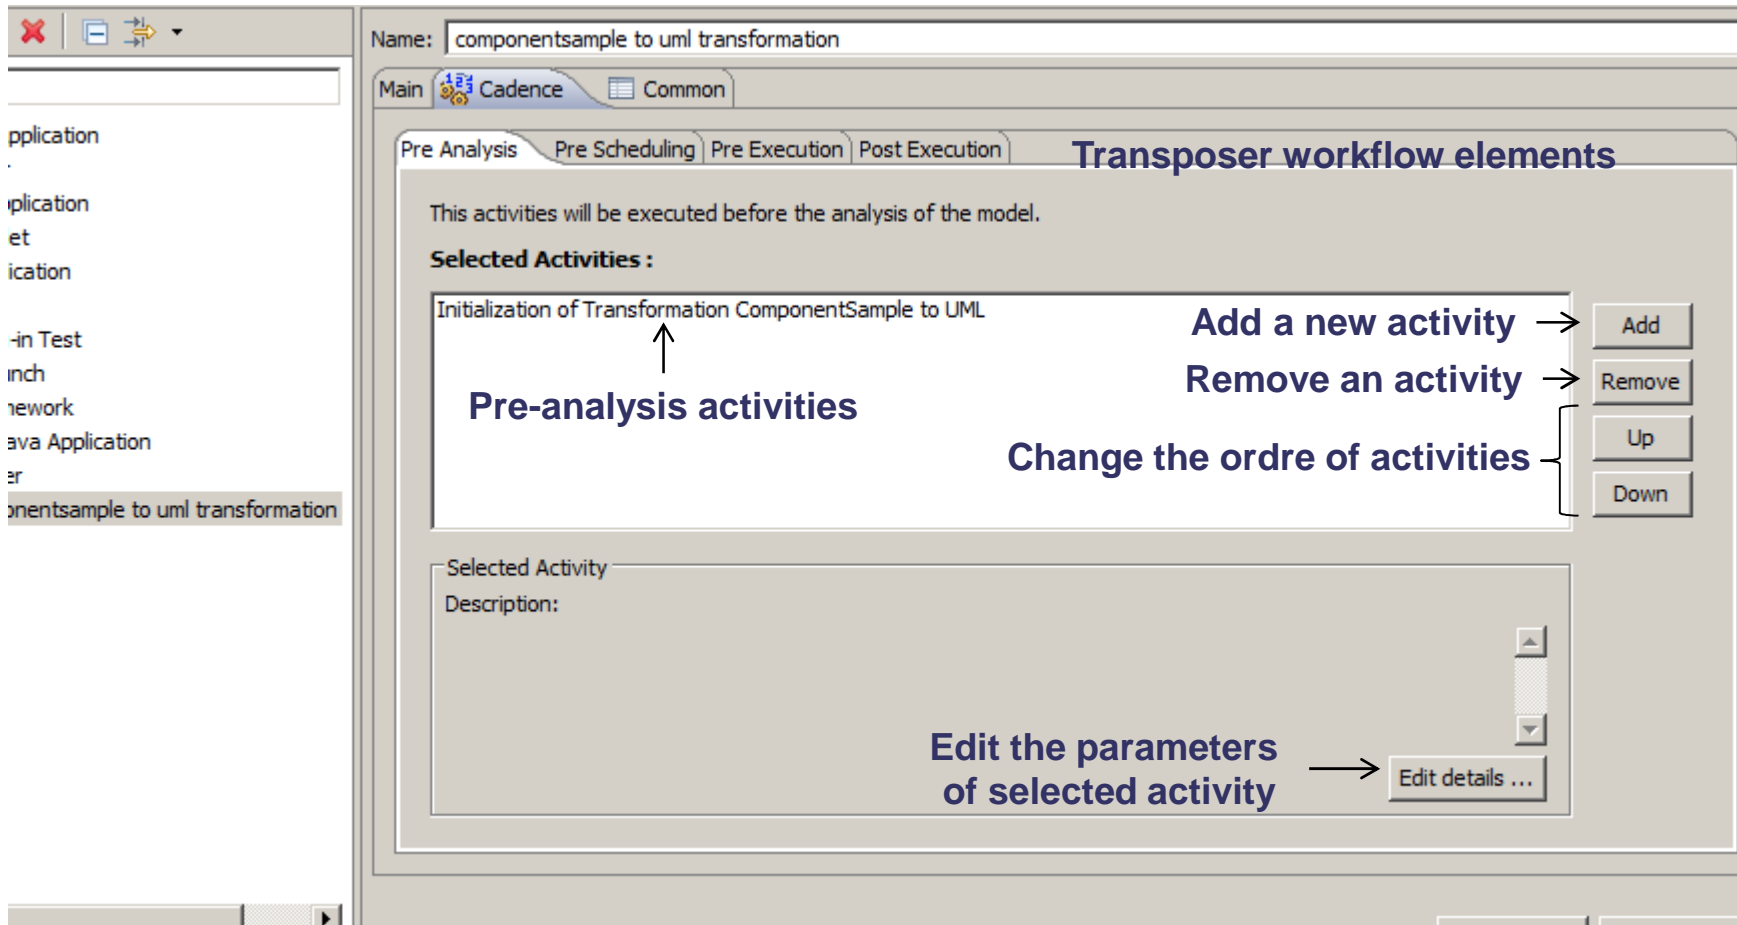 Name: componentsample to uml transformation
Main Cadence Common
Pre Analysis Pre Scheduling Pre Execution Post Execution
Transposer workflow elements
This activities will be executed before the analysis of the model.
Selected Activities :
Initialization of Transformation ComponentSample to UML
Pre-analysis activities
Add a new activity
Add
Remove an activity
Remove
Change the ordre of activities
Up
Down
Selected Activity
Description:
Edit the parameters
of selected activity
Edit details ...
pplication
plication
et
ication
-in Test
nch
nework
ava Application
er
onentsample to uml transformation